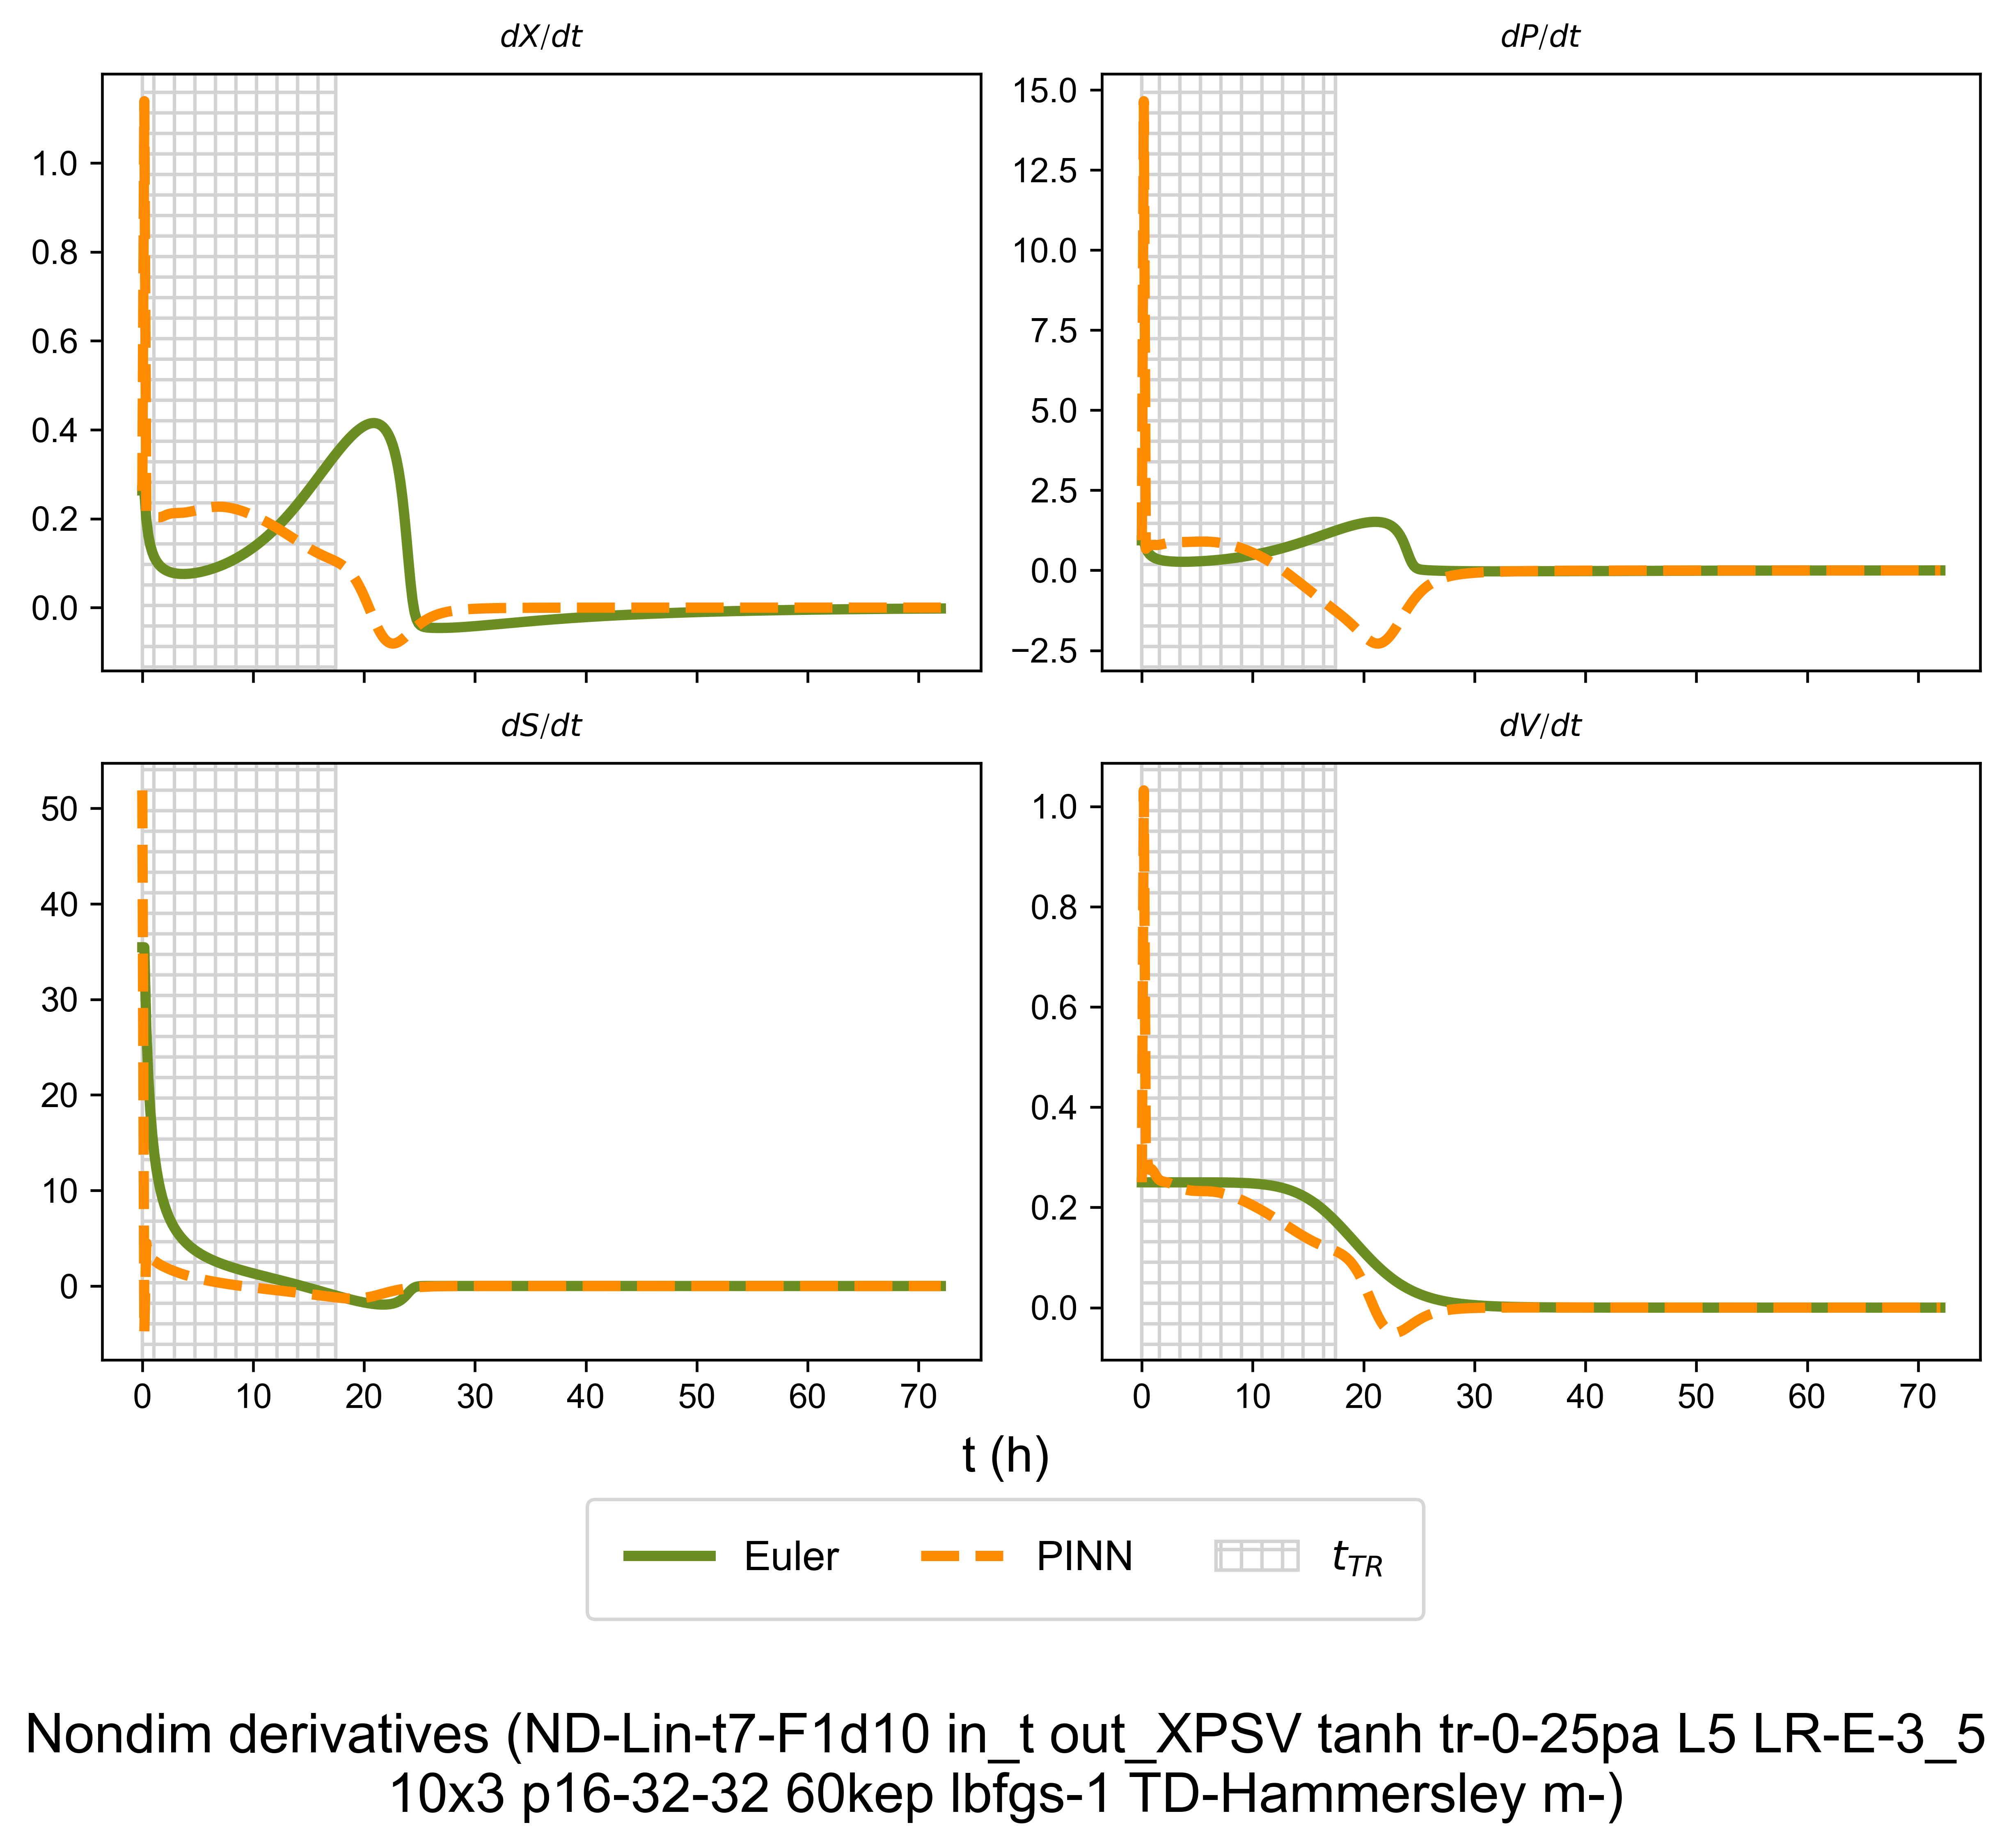 dX/dt
dP/dt
1.0
0.8
0.6
0.4
0.2
0.0
15.0
12.5
10.0
7.5
5.0
2.5
0.0
−2.5
dS/dt
dV/dt
50
40
30
20
10
0
0 10 20 30 40 50 60 70
1.0
0.8
0.6
0.4
0.2
0.0
0 10 20 30 40 50 60 70
t (h)
Euler PINN t_{TR}
Nondim derivatives (ND-Lin-t7-F1d10 in_t out_XPSV tanh tr-0-25pa L5 LR-E-3_5
10x3 p16-32-32 60kep lbfgs-1 TD-Hammersley m-)